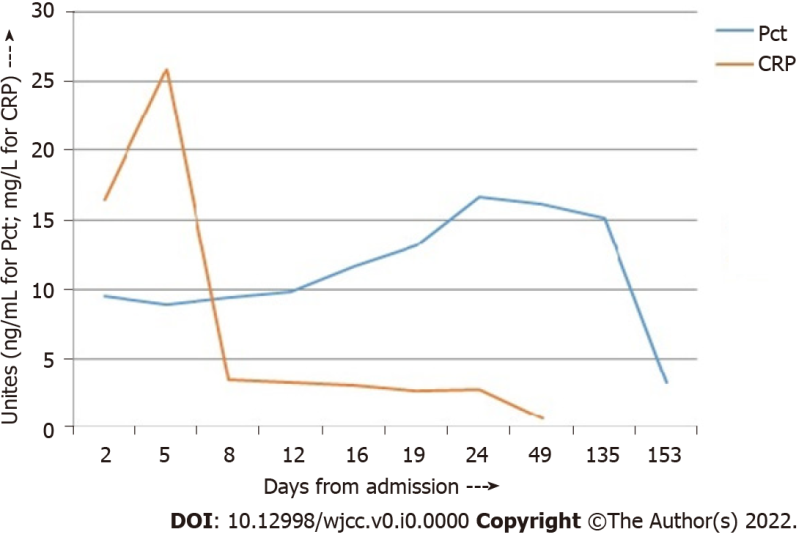 30
25
20
15
10
5
0
Unites (ng/mL for Pct; mg/L for CRP) --->
Pct
CRP
2 5 8 12 16 19 24 49 135 153
Days from admission --->
DOI: 10.12998/wjcc.v0.i0.0000 Copyright ©The Author(s) 2022.